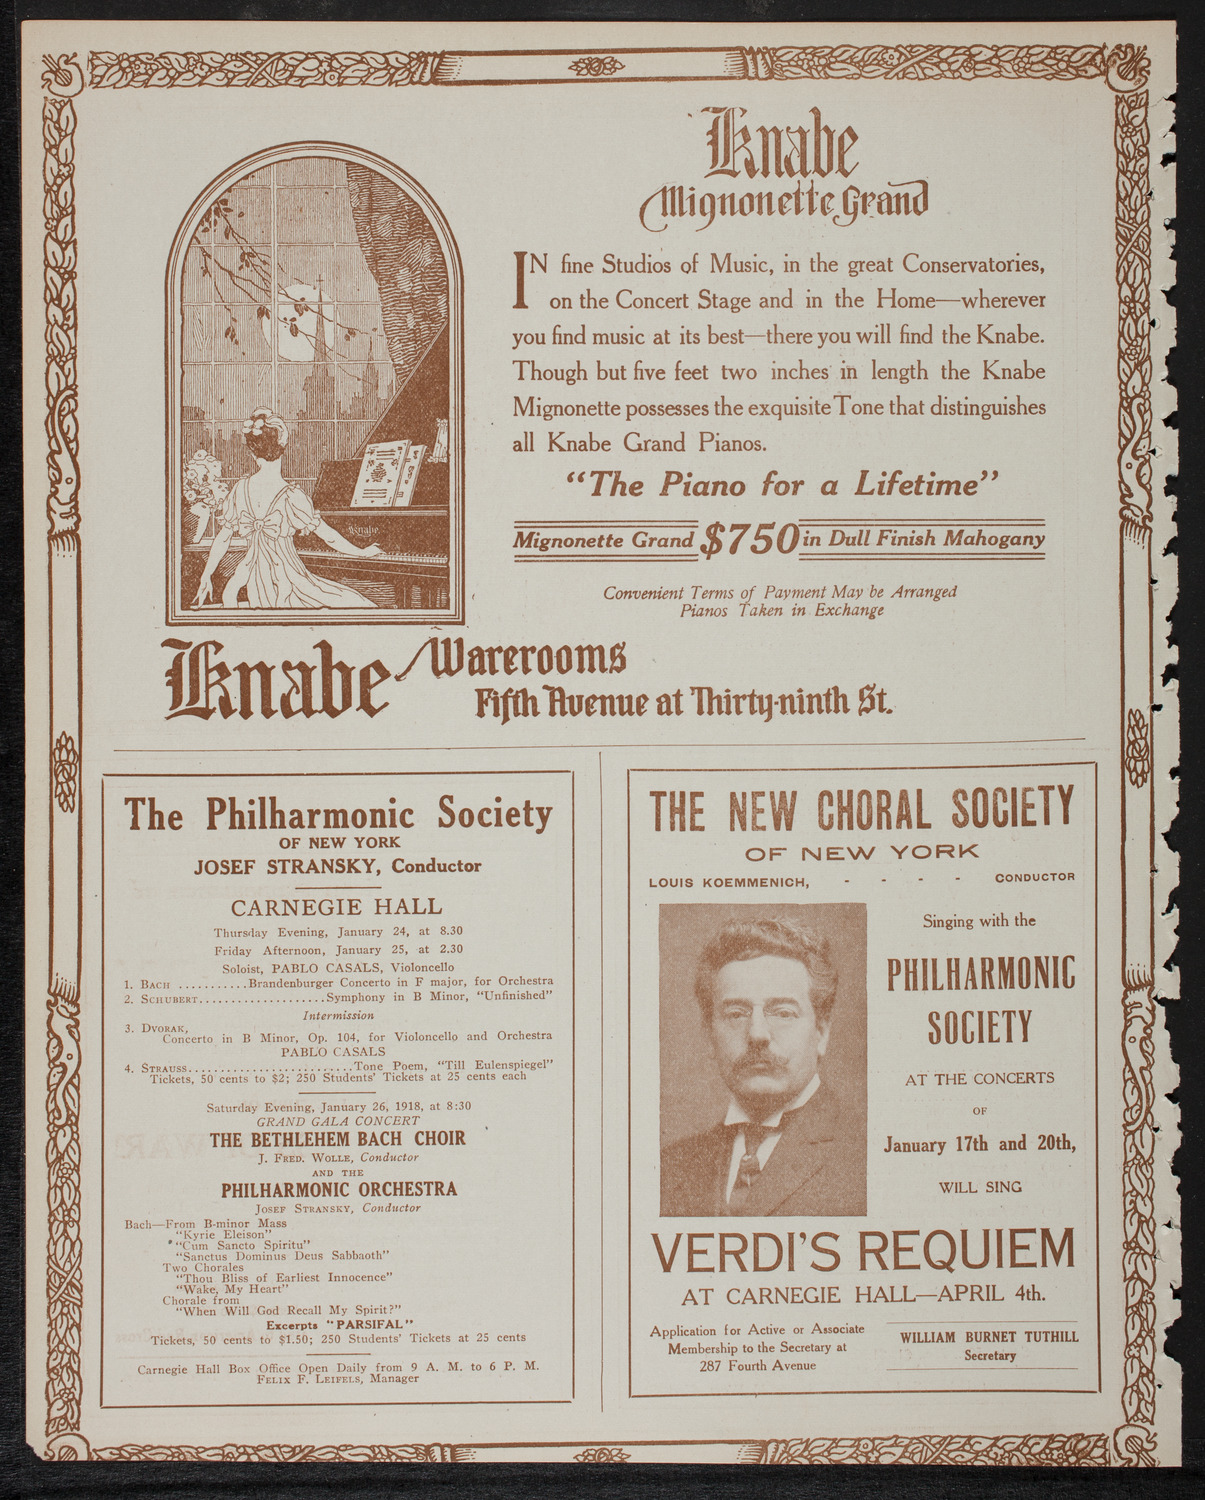 Knabe
Mignonette Grand
IN fine Studios of Music, in the great Conservatories,
on the Concert Stage and in the Home—wherever
you find music at its best—there you will find the Knabe.
Though but five feet two inches in length the Knabe
Mignonette possesses the exquisite Tone that distinguishes
all Knabe Grand Pianos.
"The Piano for a Lifetime"
Mignonette Grand $750 in Dull Finish Mahogany
Convenient Terms of Payment May be Arranged
Pianos Taken in Exchange
Knabe
Knabe Warerooms
Fifth Avenue at Thirty-ninth St.
The Philharmonic Society
OF NEW YORK
JOSEF STRANSKY, Conductor
CARNEGIE HALL
Thursday Evening, January 24, at 8.30
Friday Afternoon, January 25, at 2.30
Soloist, PABLO CASALS, Violoncello
1. BACH ...........Brandenburger Concerto in F major, for Orchestra
2. SCHUBERT...................Symphony in B Minor, "Unfinished"
Intermission
3. DVORAK,
Concerto in B Minor, Op. 104, for Violoncello and Orchestra
PABLO CASALS
4. STRAUSS.........................Tone Poem, "Till Eulenspiegel"
Tickets, 50 cents to $2; 250 Students' Tickets at 25 cents each
Saturday Evening, January 26, 1918, at 8:30
GRAND GALA CONCERT
THE BETHLEHEM BACH CHOIR
J. FRED. WOLLE, Conductor
AND THE
PHILHARMONIC ORCHESTRA
JOSEF STRANSKY, Conductor
Bach—From B-minor Mass
"Kyrie Eleison"
"Cum Sancto Spiritu"
"Sanctus Dominus Deus Sabbaoth"
Two Chorales
"Thou Bliss of Earliest Innocence"
"Wake, My Heart"
Chorale from
"When Will God Recall My Spirit?"
Excerpts "PARSIFAL"
Tickets, 50 cents to $1.50; 250 Students' Tickets at 25 cents
Carnegie Hall Box Office Open Daily from 9 A. M. to 6 P. M.
FELIX F. LEIFELS, Manager
THE NEW CHORAL SOCIETY
OF NEW YORK
LOUIS KOEMMENICH, - - - - CONDUCTOR
Singing with the
PHILHARMONIC
SOCIETY
AT THE CONCERTS
OF
January 17th and 20th,
WILL SING
VERDI'S REQUIEM
AT CARNEGIE HALL—APRIL 4th.
Application for Active or Associate
Membership to the Secretary at
287 Fourth Avenue
WILLIAM BURNET TUTHILL
Secretary